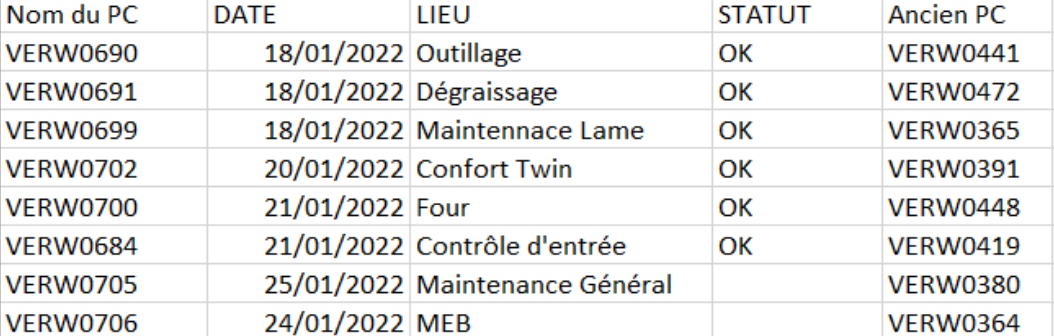 Nom du PC DATE LIEU STATUT Ancien PC
VERW0690 18/01/2022 Outillage OK VERW0441
VERW0691 18/01/2022 Dégraissage OK VERW0472
VERW0699 18/01/2022 Maintennace Lame OK VERW0365
VERW0702 20/01/2022 Confort Twin OK VERW0391
VERW0700 21/01/2022 Four OK VERW0448
VERW0684 21/01/2022 Contrôle d'entrée OK VERW0419
VERW0705 25/01/2022 Maintenance Général VERW0380
VERW0706 24/01/2022 MEB VERW0364